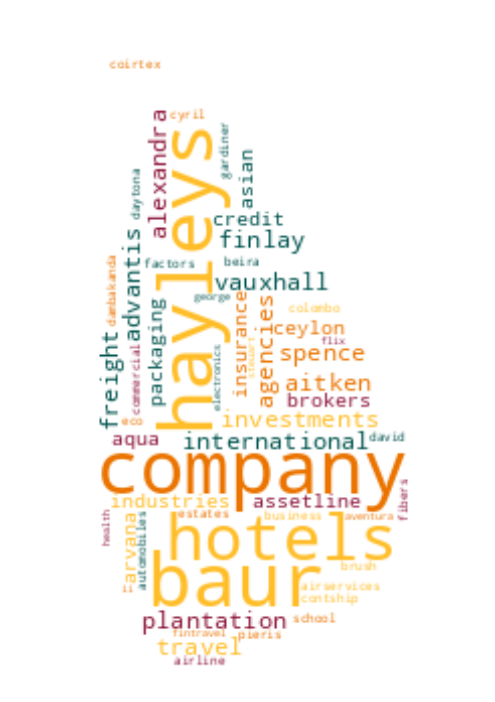 coirtex
cyril
alexandra
hayleys
gardiner
asian
daytona
credit
finlay
advantis
factors
beira
dambakanda
vauxhall
george
packaging
insurance
agencies
colombo
ceylon
stewart
flix
freight
commercial
electronics
spence
aitken
brokers
eco
investments
aqua
international
david
company
fibers
industries
assetline
health
estates
business
aventura
farvana
automobiles
hotels
baur
brush
airservices
contship
plantation
school
fintravel
pieris
travel
airline